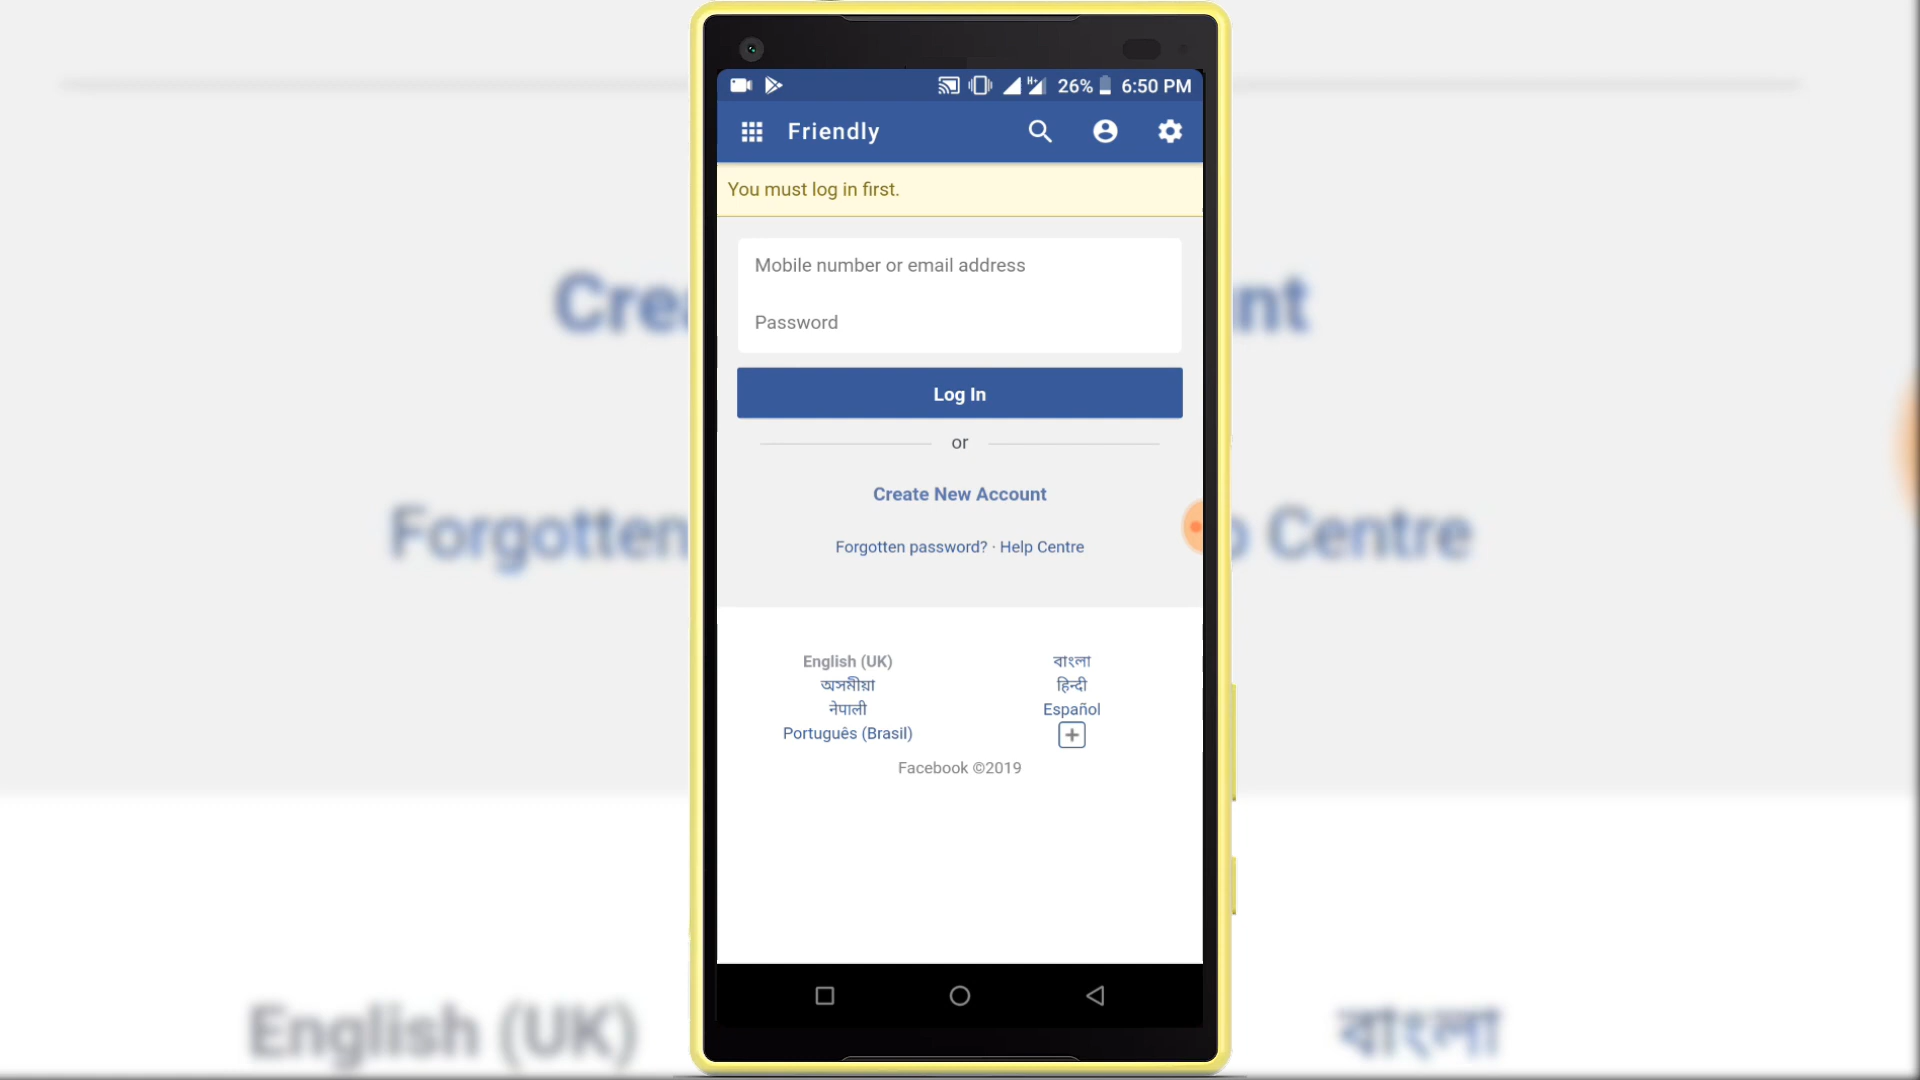 26% 6:50 PM
Friendly
You must log in first.
Mobile number or email address
Password
Log In
or
Create New Account
Forgotten password? · Help Centre
English (UK)
বাংলা
অসমীয়া
हिन्दी
नेपाली
Español
Português (Brasil)
Facebook ©2019
Crea
nt
Forgotten
p Centre
English (UK)
বাংলা